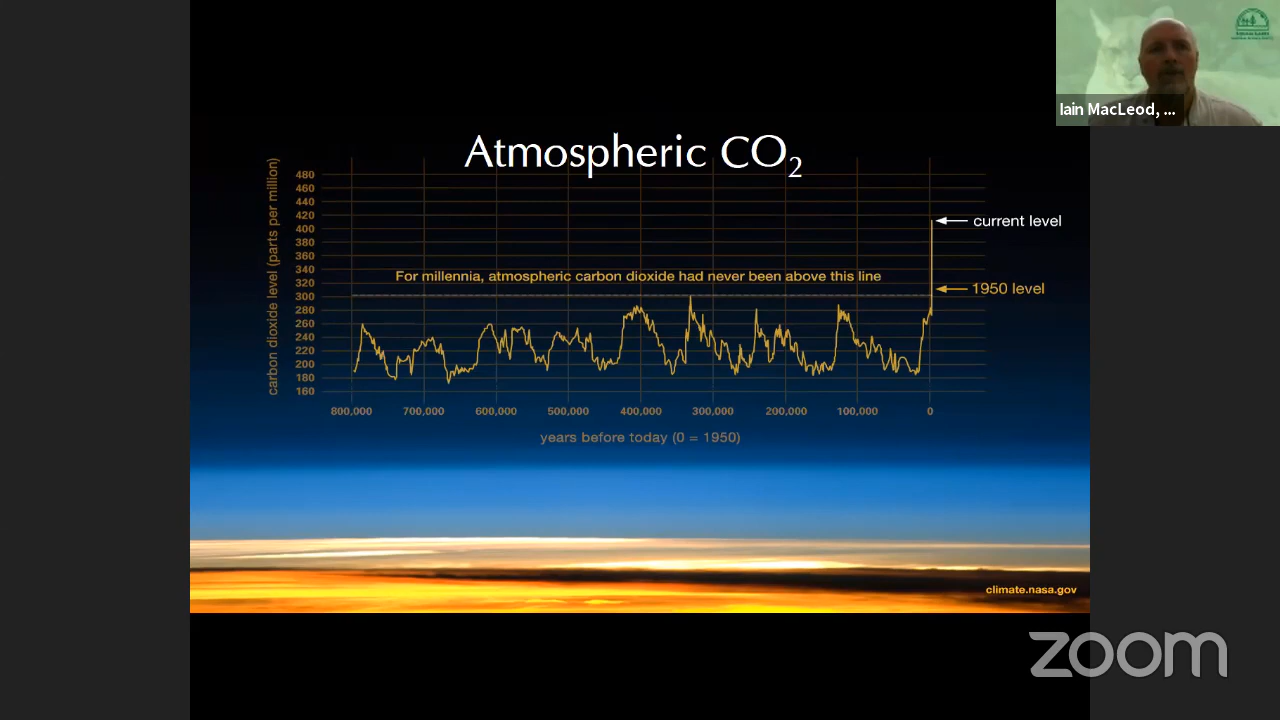 Iain MacLeod, ...
Atmospheric CO2
carbon dioxide level (parts per million)
480
460
440
420
400
380
360
340
320
300
280
260
240
220
200
180
160
current level
For millennia, atmospheric carbon dioxide had never been above this line
1950 level
800,000 700,000 600,000 500,000 400,000 300,000 200,000 100,000 0
years before today (0 = 1950)
climate.nasa.gov
zoom